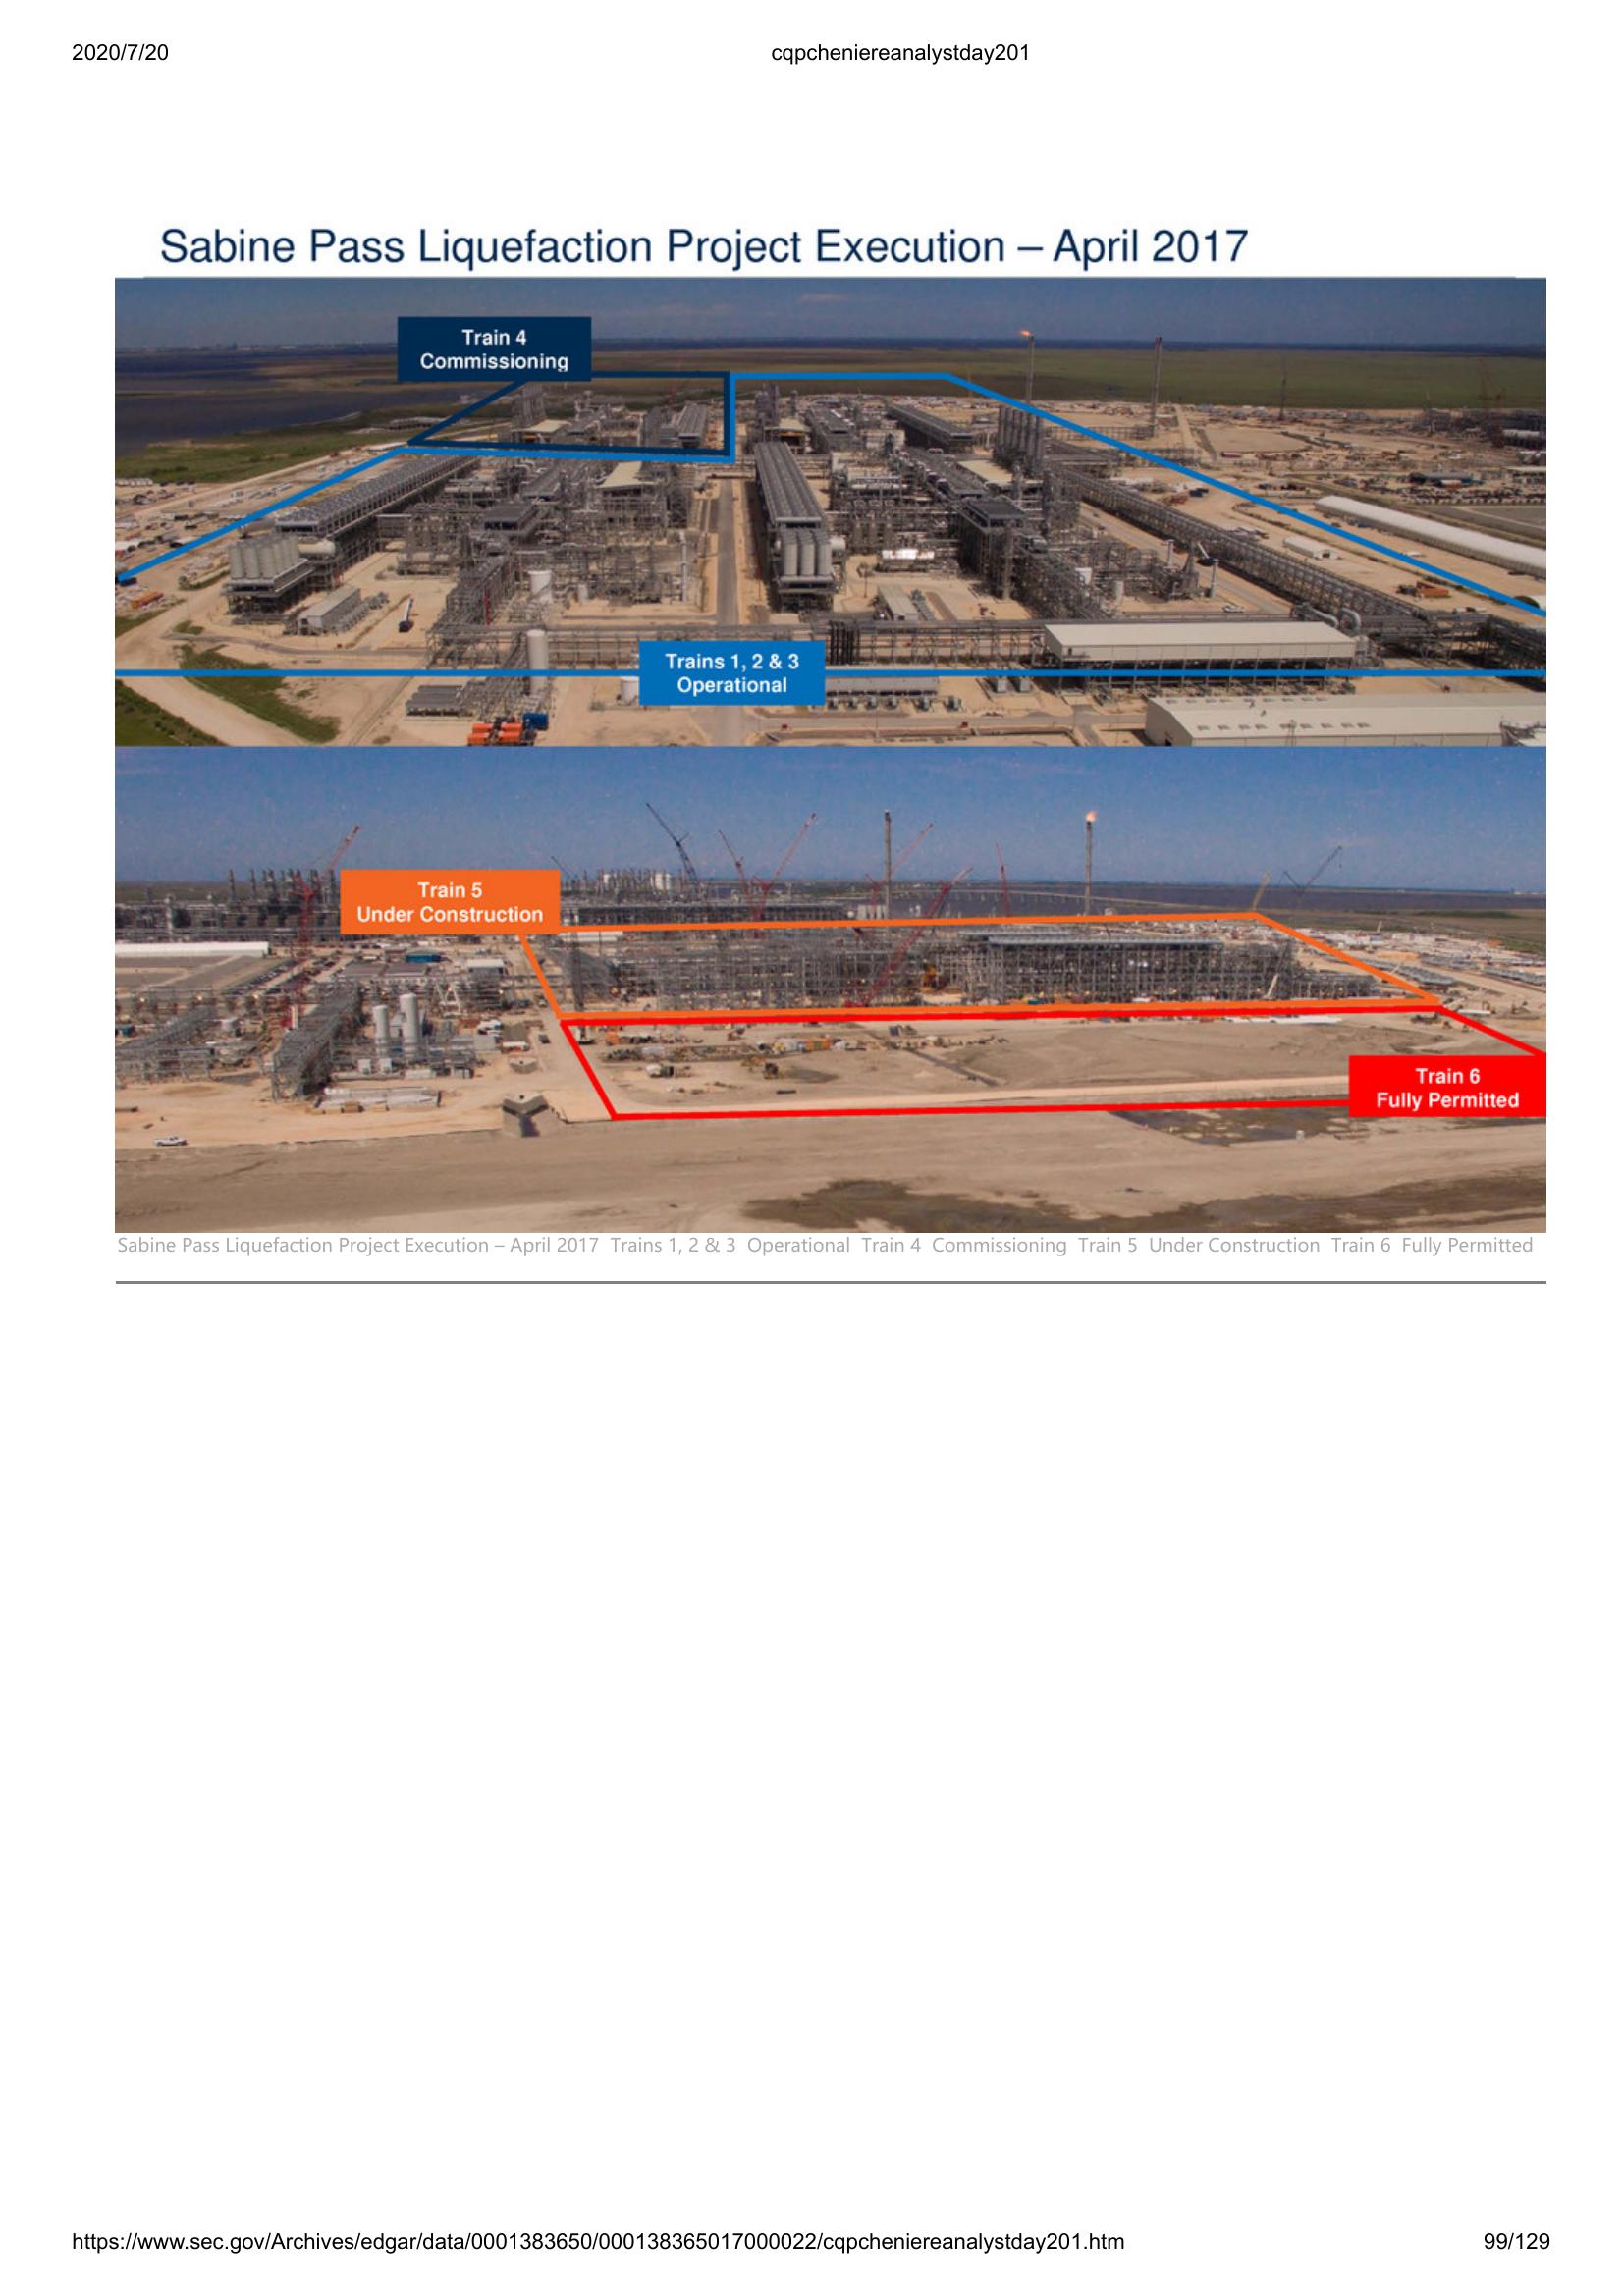 2020/7/20
cqpcheniereanalystday201
Sabine Pass Liquefaction Project Execution – April 2017
Train 4
Commissioning
Trains 1, 2 & 3
Operational
Train 5
Under Construction
Train 6
Fully Permitted
Sabine Pass Liquefaction Project Execution – April 2017 Trains 1, 2 & 3 Operational Train 4 Commissioning Train 5 Under Construction Train 6 Fully Permitted
https://www.sec.gov/Archives/edgar/data/0001383650/000138365017000022/cqpcheniereanalystday201.htm
99/129